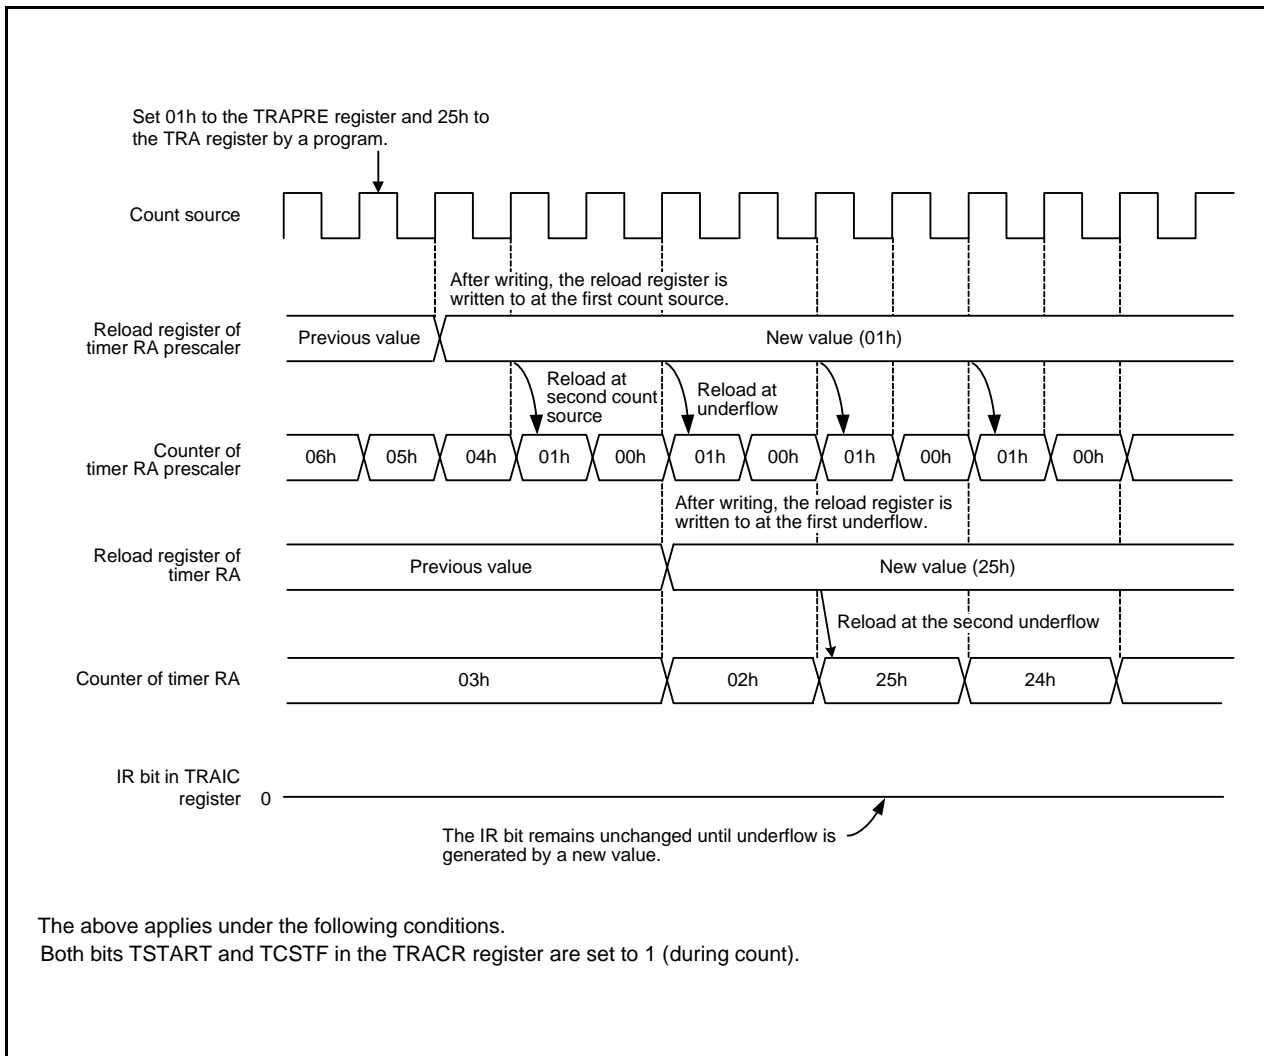 Set 01h to the TRAPRE register and 25h to
the TRA register by a program.
Count source
After writing, the reload register is
written to at the first count source.
Reload register of
timer RA prescaler
Previous value
New value (01h)
Reload at
second count
source
Reload at
underflow
Counter of
timer RA prescaler
06h 05h 04h 01h 00h 01h 00h 01h 00h 01h 00h
After writing, the reload register is
written to at the first underflow.
Reload register of
timer RA
Previous value
New value (25h)
Reload at the second underflow
Counter of timer RA
03h 02h 25h 24h
IR bit in TRAIC
register
0
The IR bit remains unchanged until underflow is
generated by a new value.
The above applies under the following conditions.
Both bits TSTART and TCSTF in the TRACR register are set to 1 (during count).